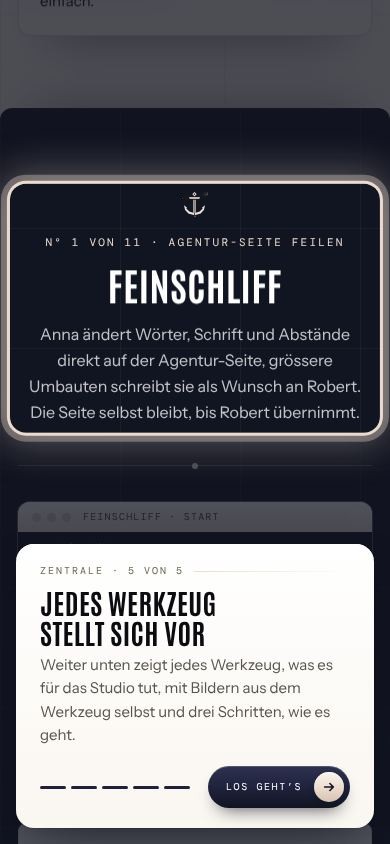 einfach.
N° 1 VON 11 · AGENTUR-SEITE FEILEN
FEINSCHLIFF
Anna ändert Wörter, Schrift und Abstände
direkt auf der Agentur-Seite, grössere
Umbauten schreibt sie als Wunsch an Robert.
Die Seite selbst bleibt, bis Robert übernimmt.
FEINSCHLIFF · START
ZENTRALE · 5 VON 5
JEDES WERKZEUG
STELLT SICH VOR
Weiter unten zeigt jedes Werkzeug, was es
für das Studio tut, mit Bildern aus dem
Werkzeug selbst und drei Schritten, wie es
geht.
LOS GEHT'S